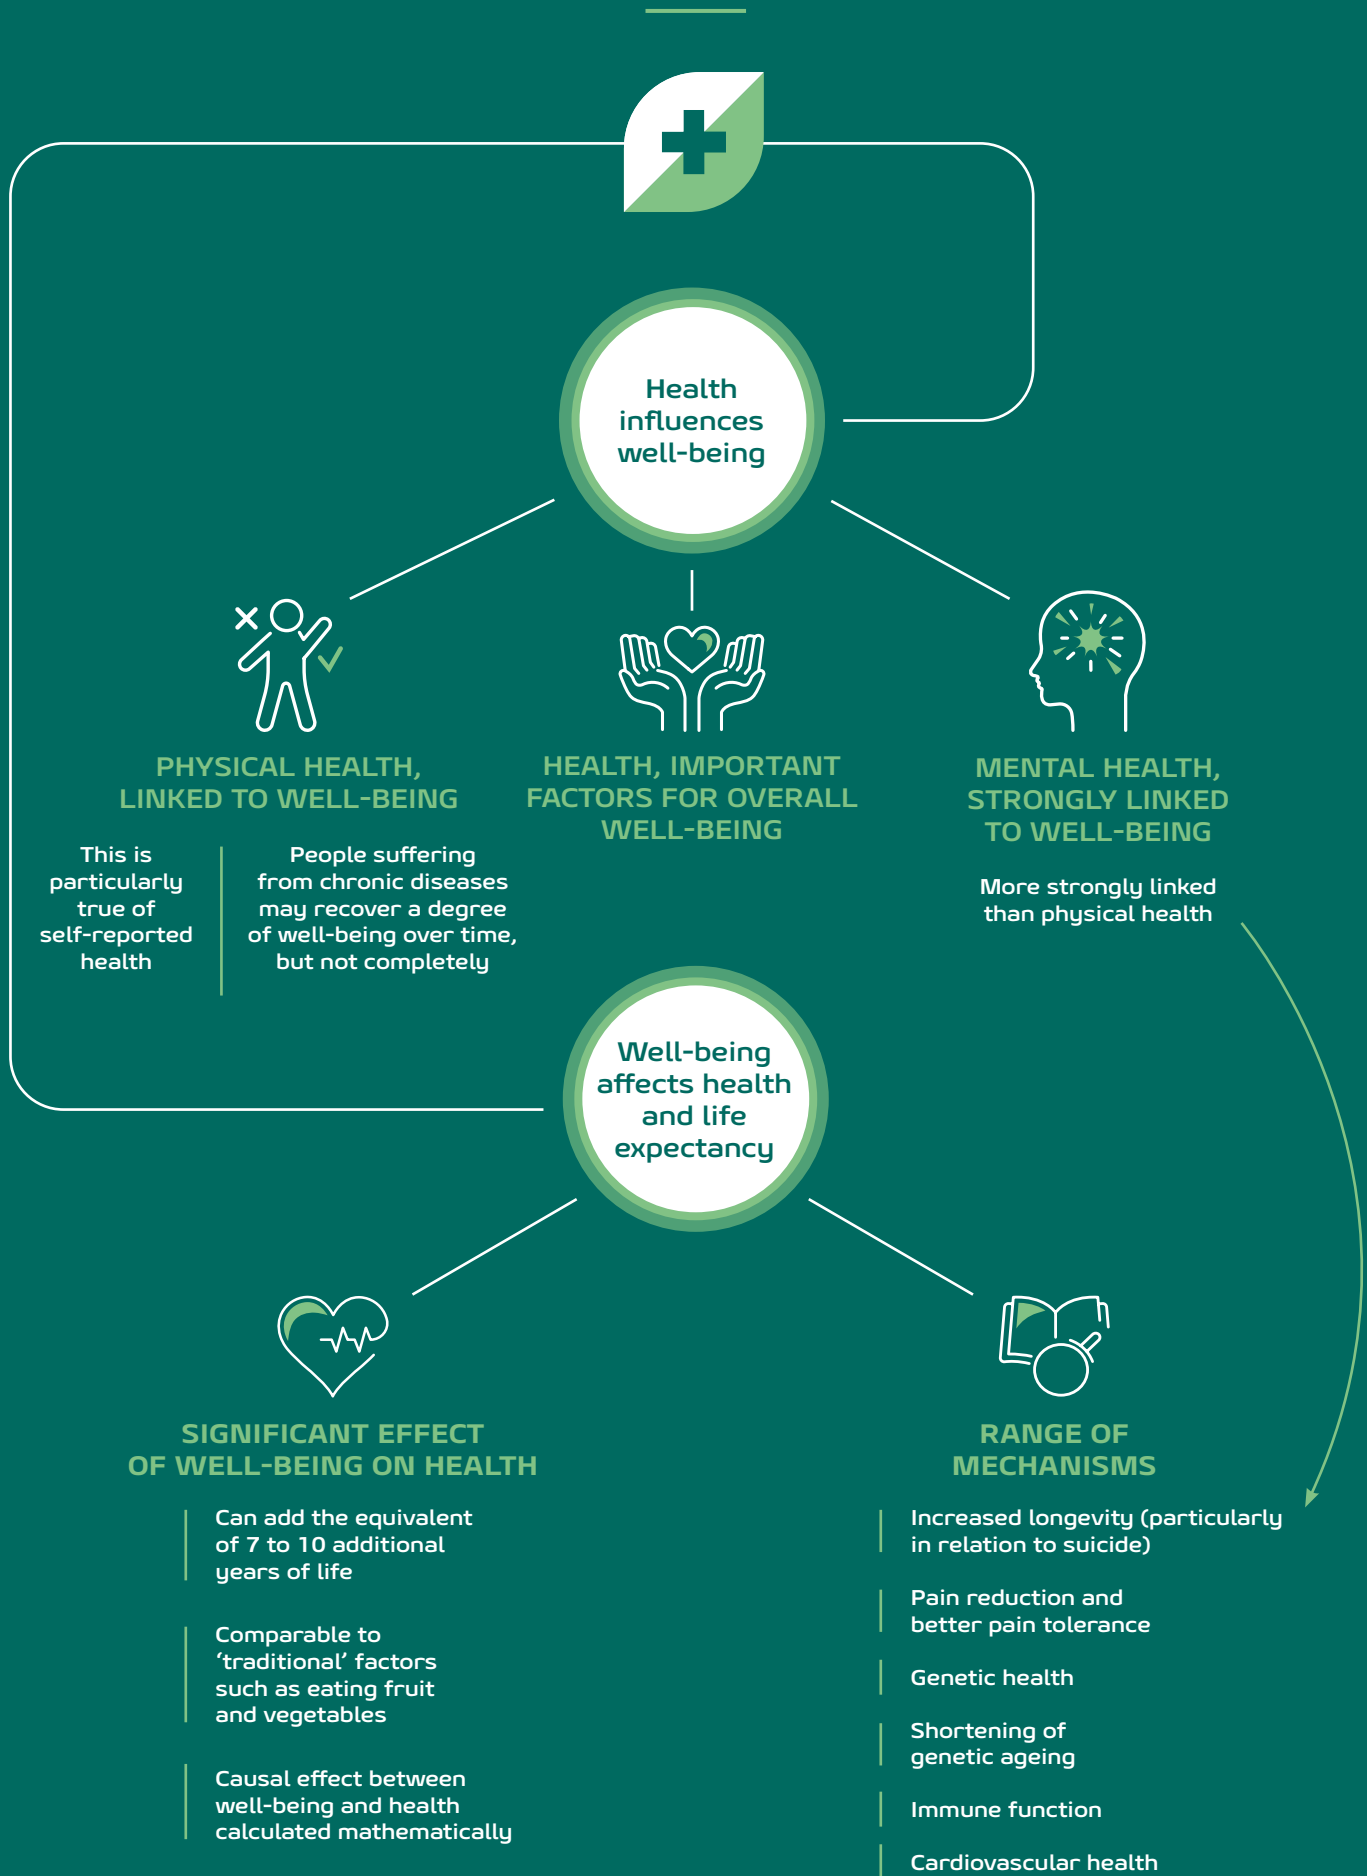 Health
influences
well-being
PHYSICAL HEALTH,
LINKED TO WELL-BEING
This is
particularly
true of
self-reported
health
People suffering
from chronic diseases
may recover a degree
of well-being over time,
but not completely
HEALTH, IMPORTANT
FACTORS FOR OVERALL
WELL-BEING
MENTAL HEALTH,
STRONGLY LINKED
TO WELL-BEING
More strongly linked
than physical health
Well-being
affects health
and life
expectancy
SIGNIFICANT EFFECT
OF WELL-BEING ON HEALTH
Can add the equivalent
of 7 to 10 additional
years of life
Comparable to
‘traditional’ factors
such as eating fruit
and vegetables
Causal effect between
well-being and health
calculated mathematically
RANGE OF
MECHANISMS
Increased longevity (particularly
in relation to suicide)
Pain reduction and
better pain tolerance
Genetic health
Shortening of
genetic ageing
Immune function
Cardiovascular health